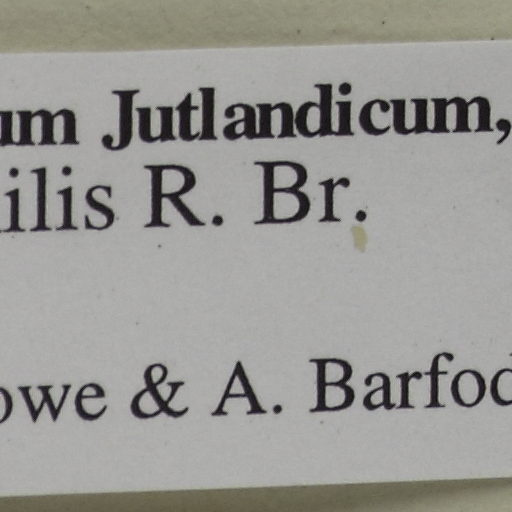 um Jutlandicum,
ilis R. Br.
owe & A. Barfod